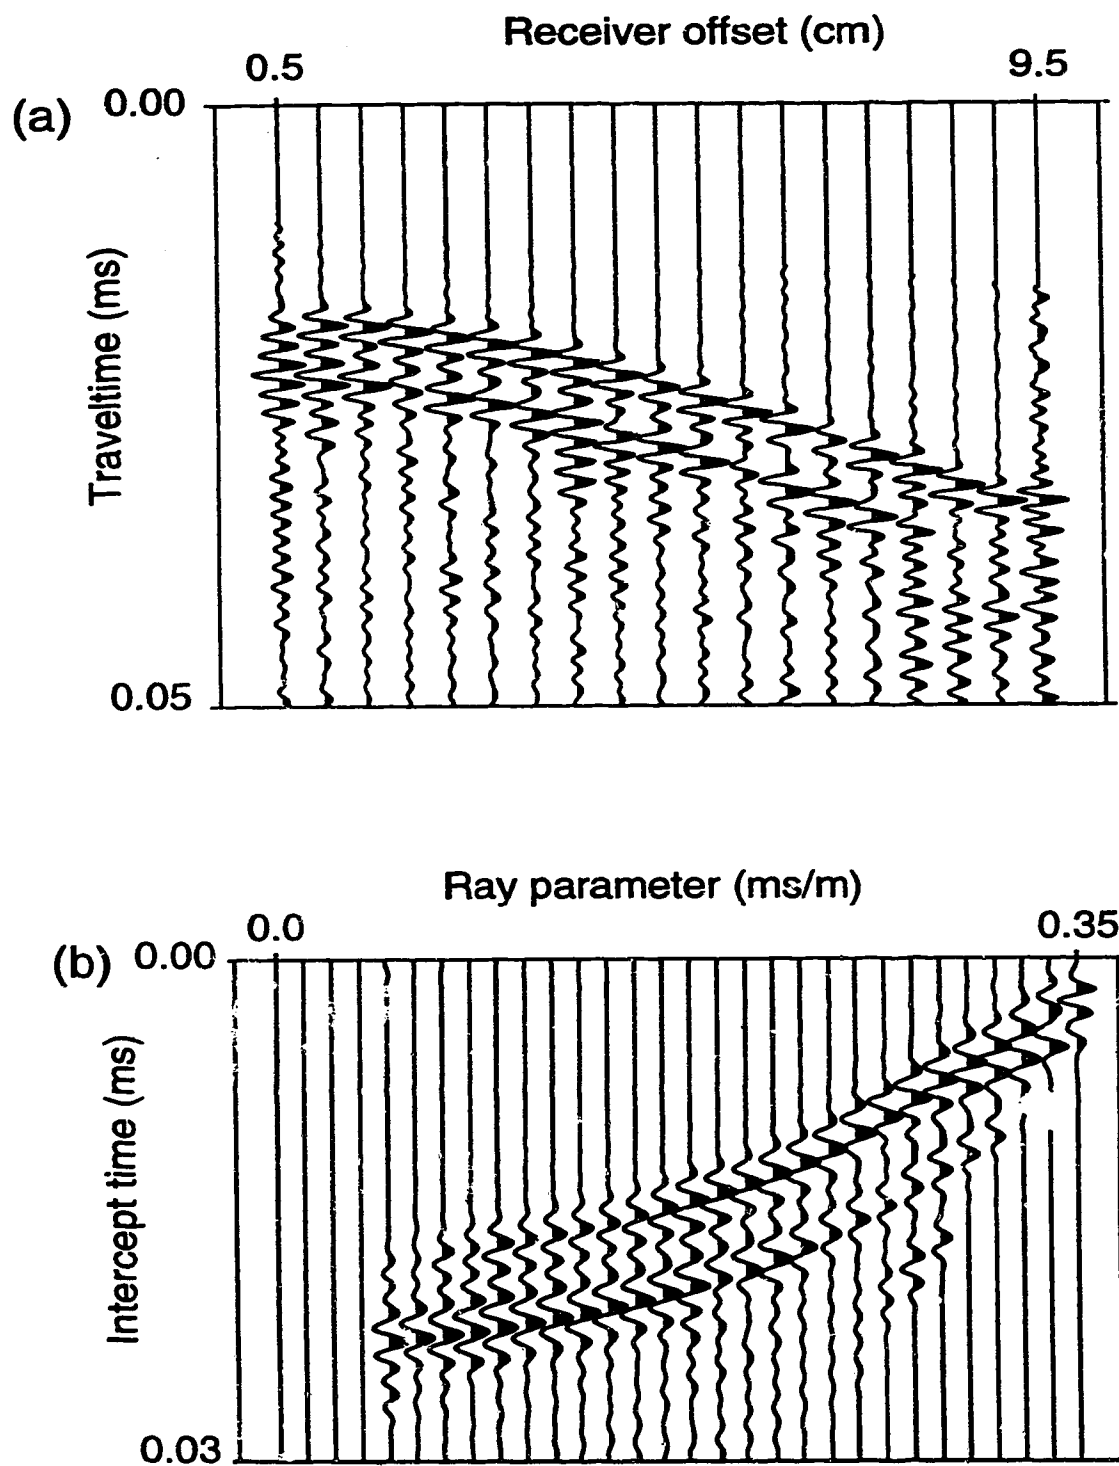 Receiver offset (cm)
0.5 9.5
(a) 0.00
Traveltime (ms)
0.05
Ray parameter (ms/m)
0.0 0.35
(b) 0.00
Intercept time (ms)
0.03